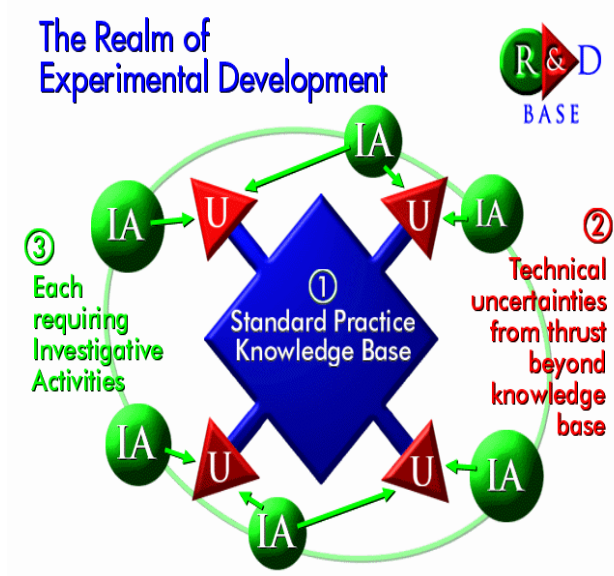 The Realm of
Experimental Development
R & D
BASE
IA
U
U
IA
IA
③
Each
requiring
Investigative
Activities
①
Standard Practice
Knowledge Base
②
Technical
uncertainties
from thrust
beyond
knowledge
base
IA
U
U
IA
IA